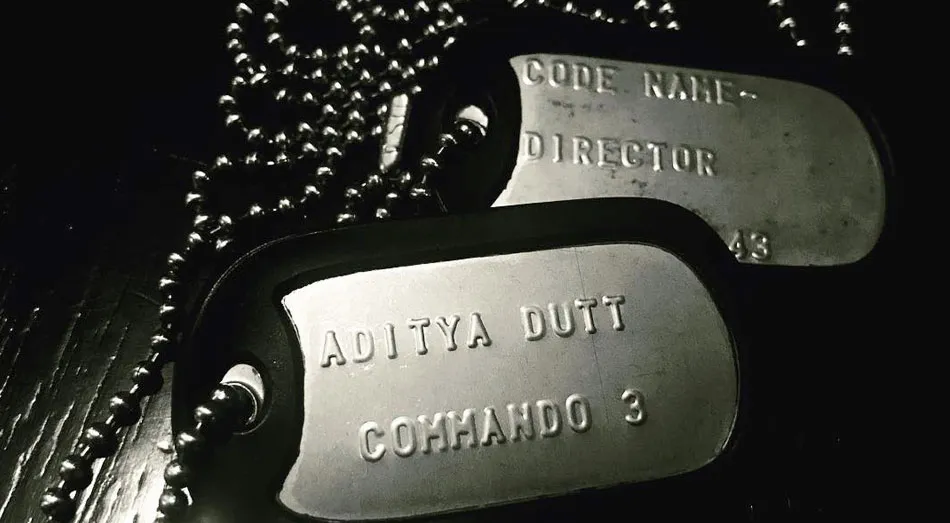 CODE NAME-
DIRECTOR
43
ADITYA DUTT
COMMANDO 3